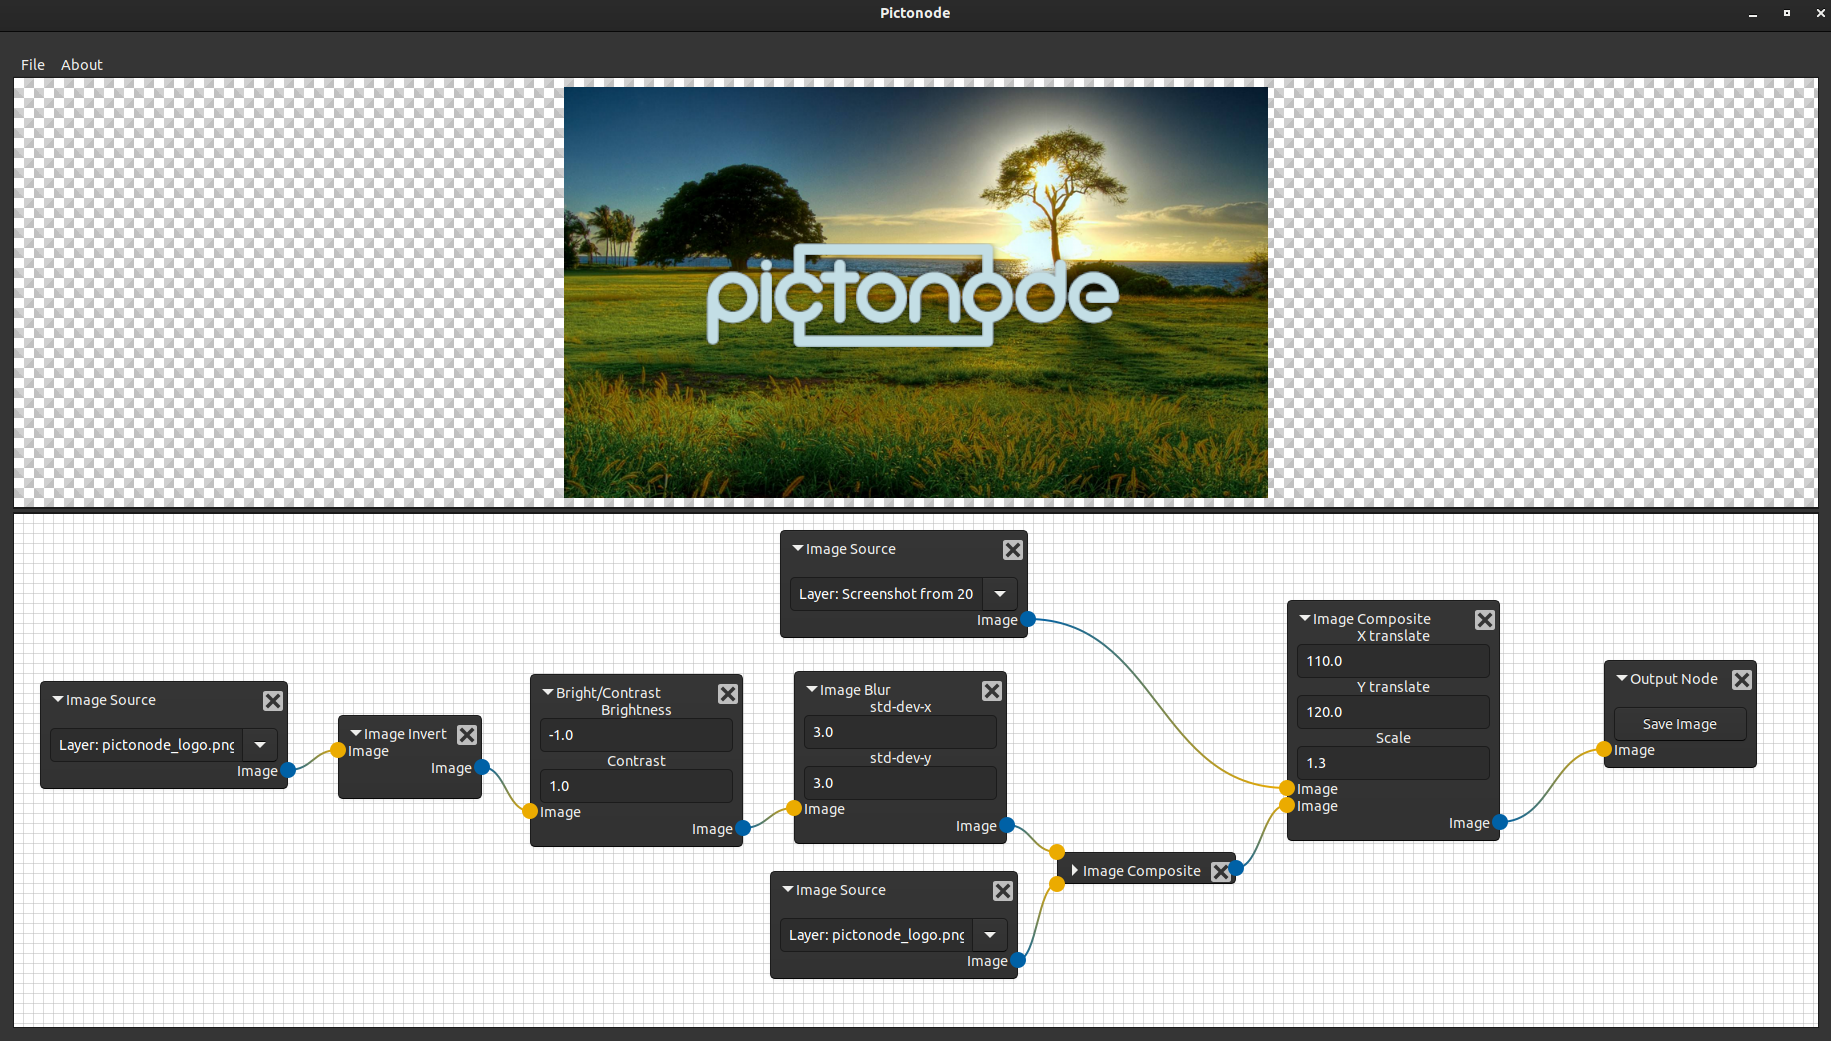 Pictonode
File About
pictonode
Image Source
Layer: Screenshot from 20
Image
Image Source
Layer: pictonode_logo.png
Image
Image Invert
Image
Image
Bright/Contrast
Brightness
-1.0
Contrast
1.0
Image
Image
Image Blur
std-dev-x
3.0
std-dev-y
3.0
Image
Image
Image Source
Layer: pictonode_logo.png
Image
Image Composite
Image Composite
X translate
110.0
Y translate
120.0
Scale
1.3
Image
Image
Image
Output Node
Save Image
Image